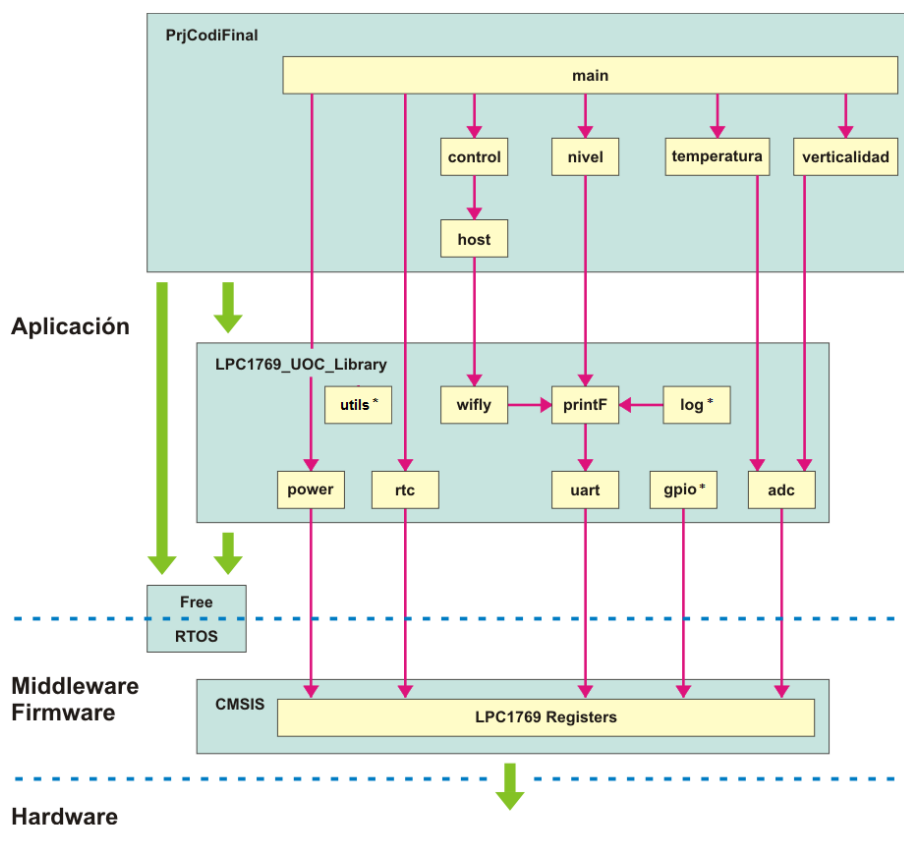 PrjCodiFinal
main
control nivel temperatura verticalidad
host
Aplicación
LPC1769_UOC_Library
utils* wifly printF log*
power rtc uart gpio* adc
Free
RTOS
Middleware
Firmware
CMSIS
LPC1769 Registers
Hardware